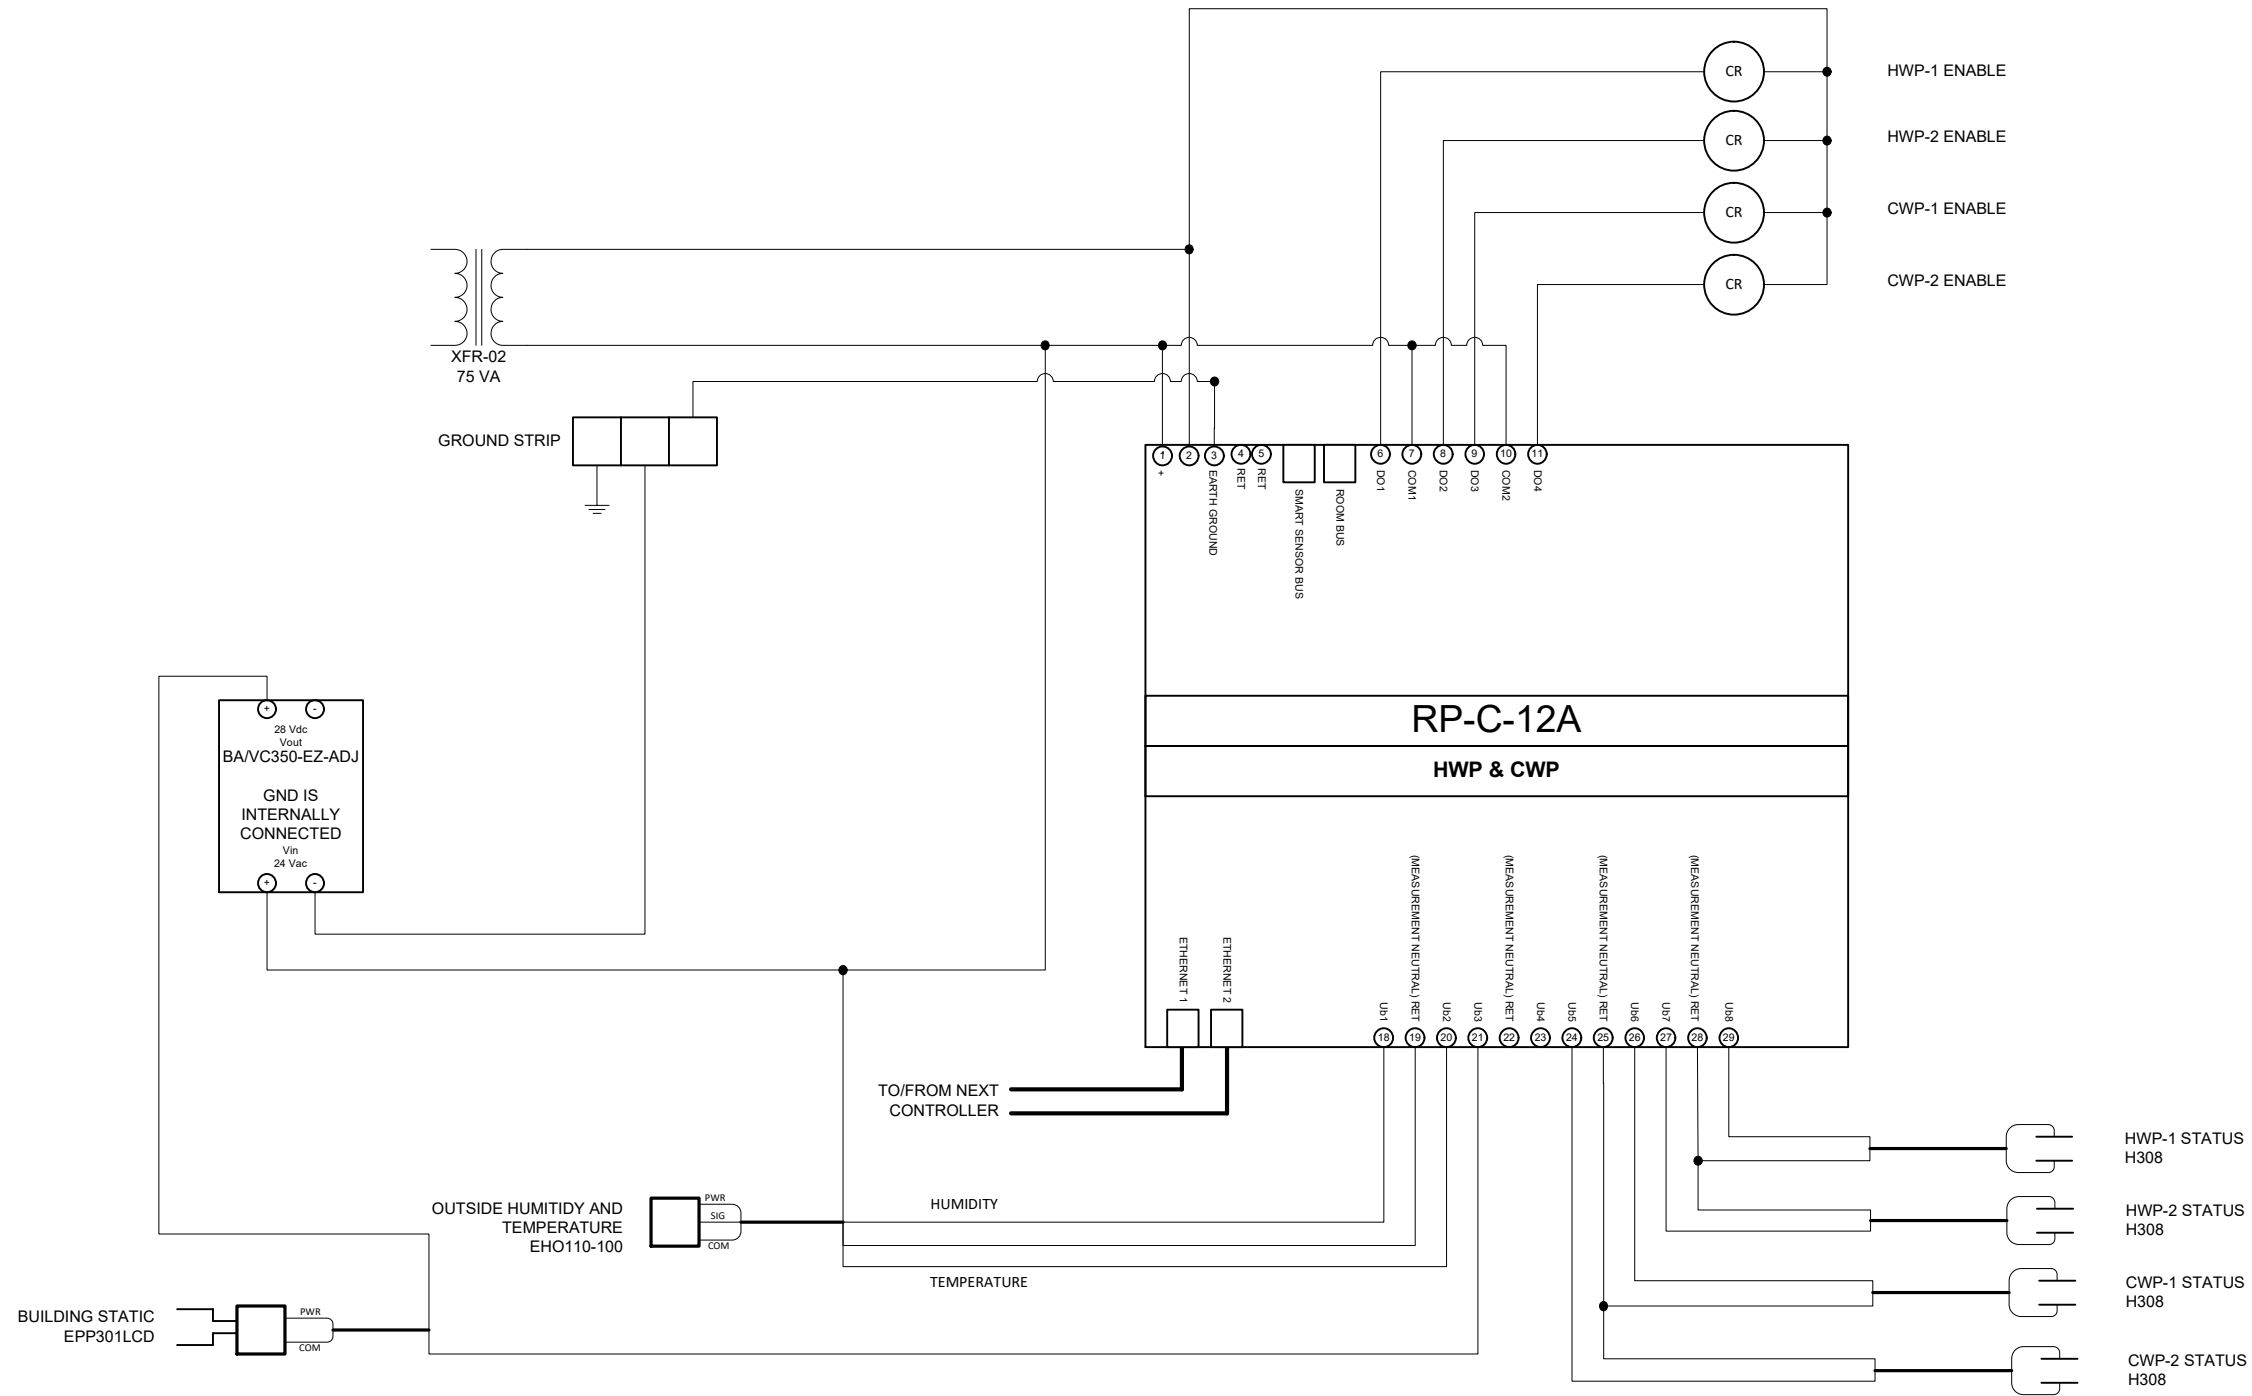 HWP-1 ENABLE
CR
HWP-2 ENABLE
CR
CWP-1 ENABLE
CR
CWP-2 ENABLE
CR
XFR-02
75 VA
GROUND STRIP
1
2
3
4
5
6
7
8
9
10
11
+
EARTH GROUND
RET
RET
SMART SENSOR BUS
ROOM BUS
DO1
COM1
DO2
DO3
COM2
DO4
RP-C-12A
HWP & CWP
+
-
28 Vdc
Vout
BA/VC350-EZ-ADJ
GND IS
INTERNALLY
CONNECTED
Vin
24 Vac
+
-
ETHERNET 1
ETHERNET 2
Ub1
(MEASUREMENT NEUTRAL) RET
Ub2
Ub3
(MEASUREMENT NEUTRAL) RET
Ub4
Ub5
(MEASUREMENT NEUTRAL) RET
Ub6
Ub7
(MEASUREMENT NEUTRAL) RET
Ub8
18
19
20
21
22
23
24
25
26
27
28
29
TO/FROM NEXT
CONTROLLER
OUTSIDE HUMITIDY AND
TEMPERATURE
EHO110-100
PWR
SIG
COM
HUMIDITY
TEMPERATURE
BUILDING STATIC
EPP301LCD
PWR
COM
HWP-1 STATUS
H308
HWP-2 STATUS
H308
CWP-1 STATUS
H308
CWP-2 STATUS
H308